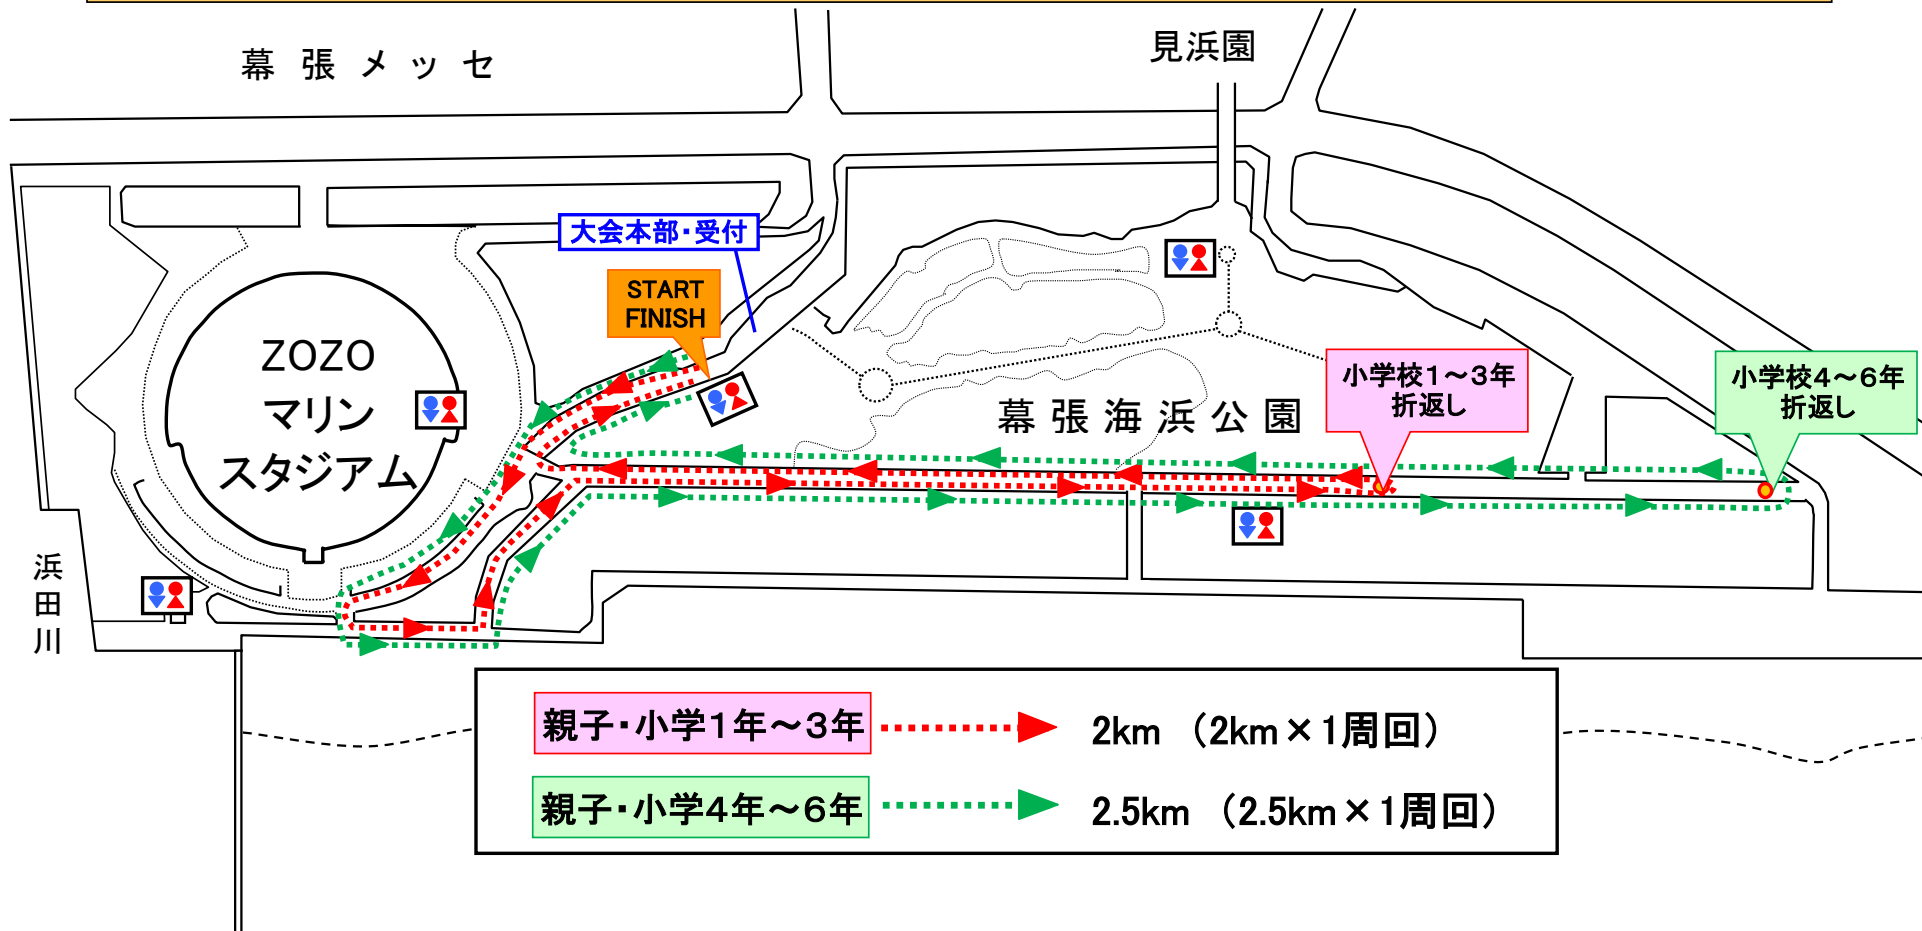 幕張メッセ
見浜園
大会本部・受付
START
FINISH
ZOZO
マリン
スタジアム
小学校1～3年
折返し
小学校4～6年
折返し
幕張海浜公園
浜田川
親子・小学1年～3年
2km （2km×1周回）
親子・小学4年～6年
2.5km （2.5km×1周回）